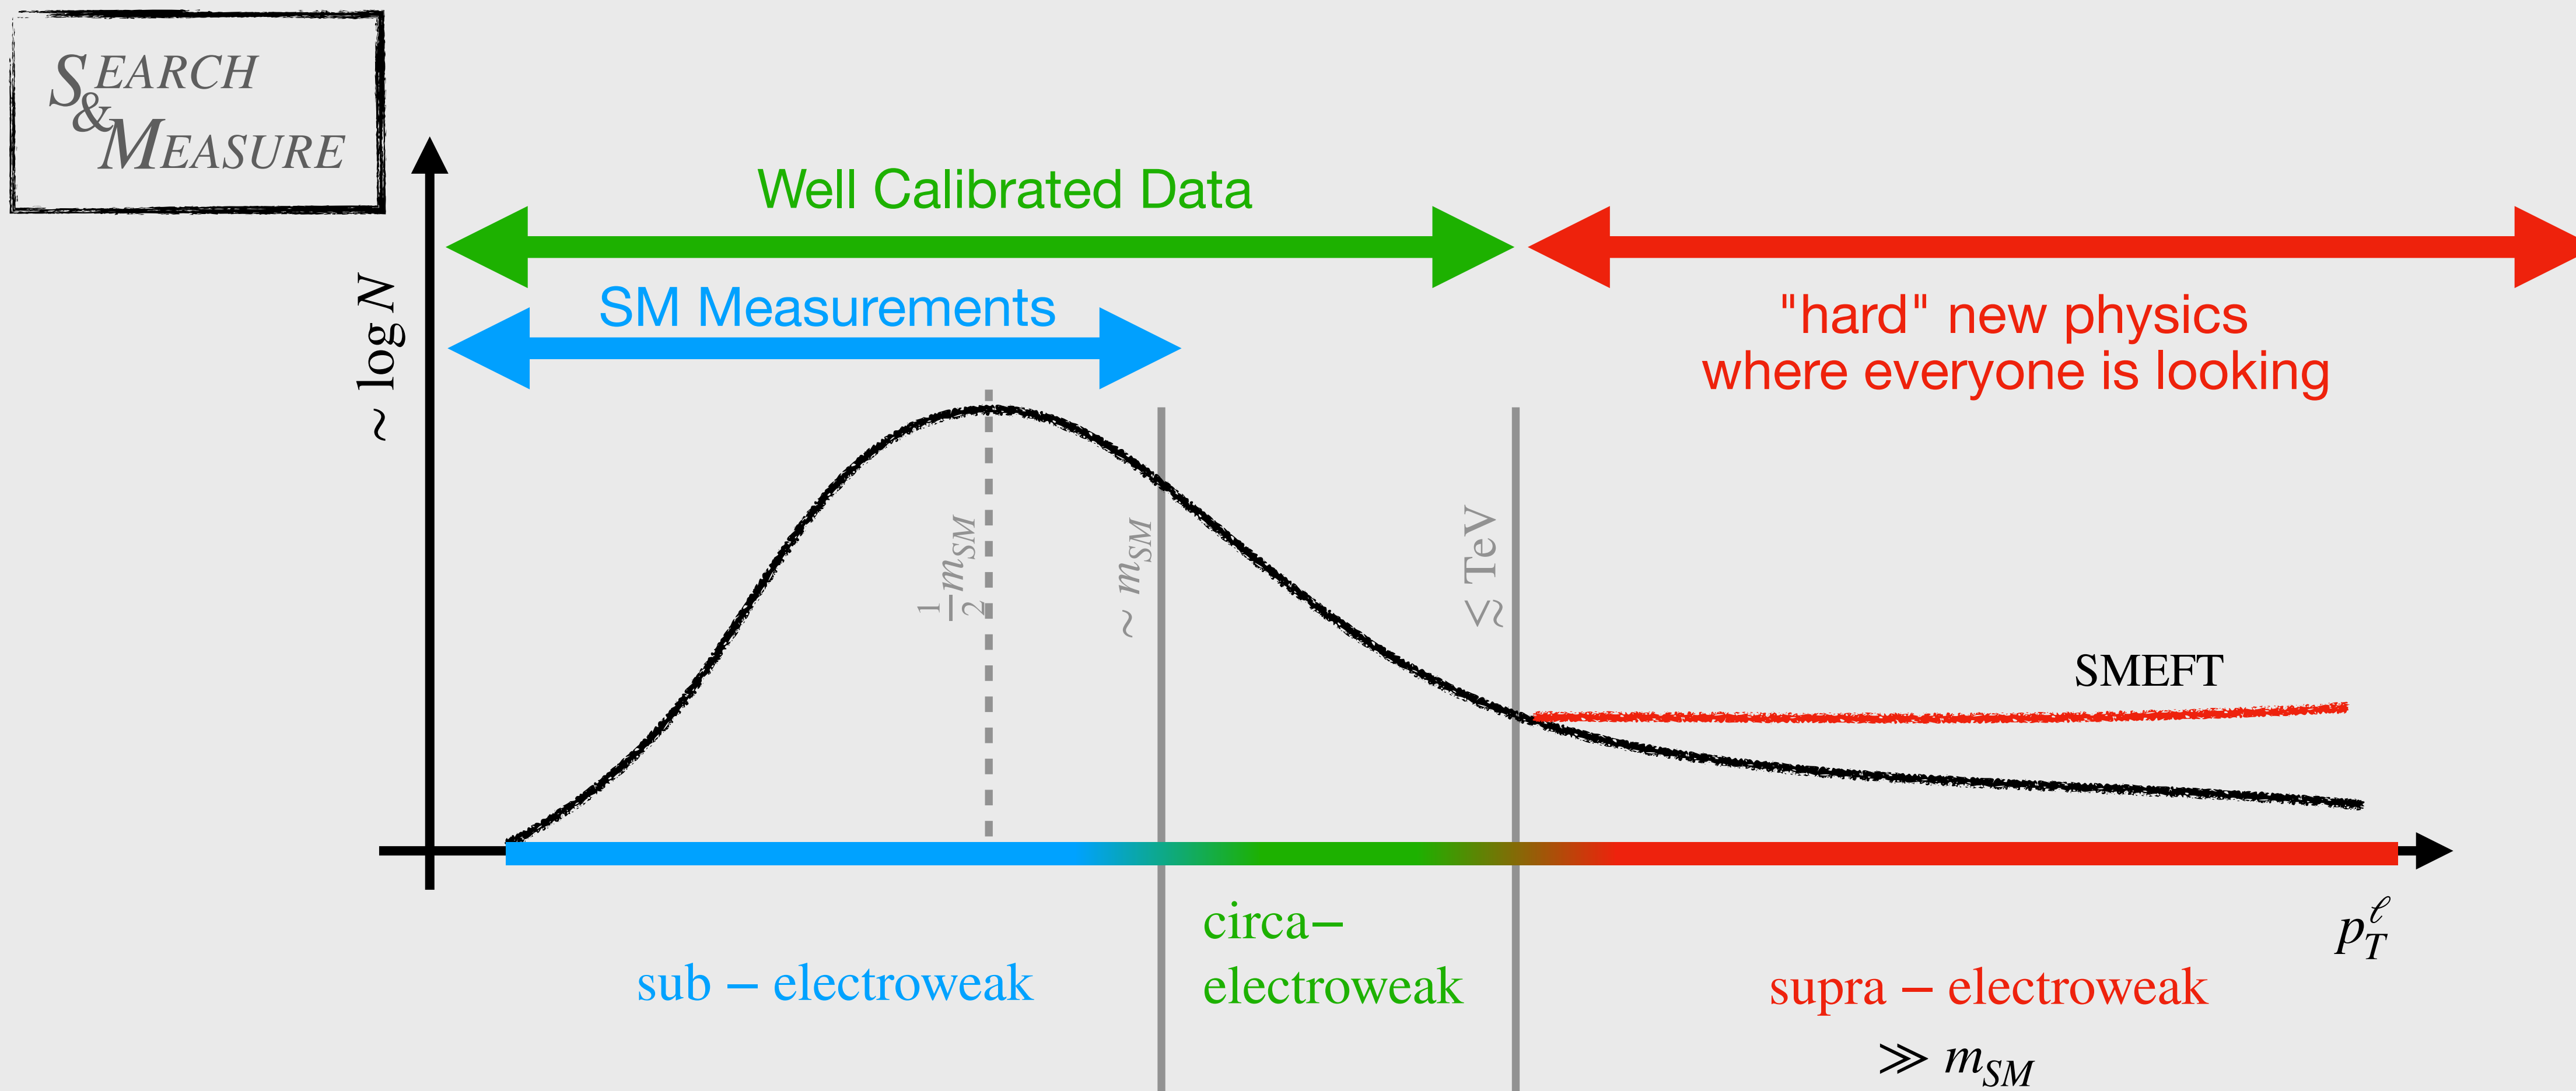 SEARCH
&
MEASURE
Well Calibrated Data
SM Measurements
"hard" new physics
where everyone is looking
~ log N
½ m_SM
~ m_SM
≲ TeV
SMEFT
p_T^ℓ
circa−
electroweak
sub − electroweak
supra − electroweak
≫ m_SM